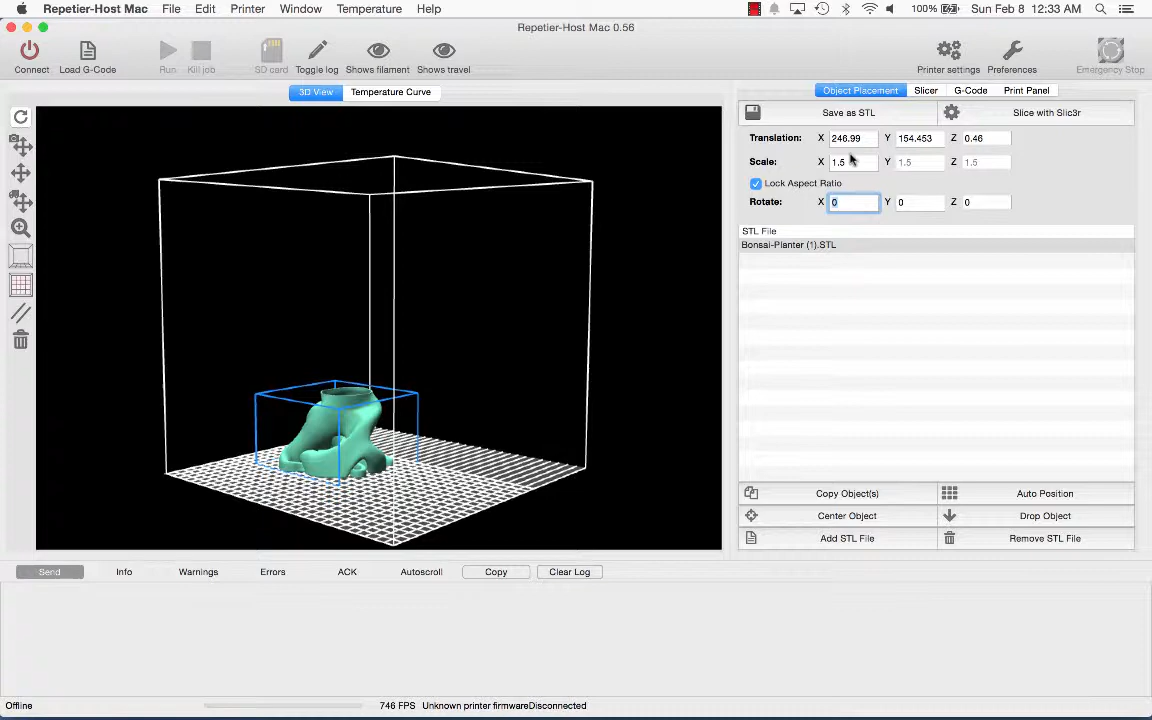 Repetier-Host Mac File Edit Printer Window Temperature Help 100% Sun Feb 8 12:33 AM
Repetier-Host Mac 0.56
Connect Load G-Code Run Kill job SD card Toggle log Shows filament Shows travel Printer settings Preferences Emergency Stop
3D View Temperature Curve
Object Placement Slicer G-Code Print Panel
Save as STL Slice with Slic3r
Translation: X 246.99 Y 154.453 Z 0.46
Scale: X 1.5 Y 1.5 Z 1.5
Lock Aspect Ratio
Rotate: X 0 Y 0 Z 0
STL File
Bonsai-Planter (1).STL
Copy Object(s) Auto Position
Center Object Drop Object
Add STL File Remove STL File
Send Info Warnings Errors ACK Autoscroll Copy Clear Log
Offline 746 FPS Unknown printer firmwareDisconnected